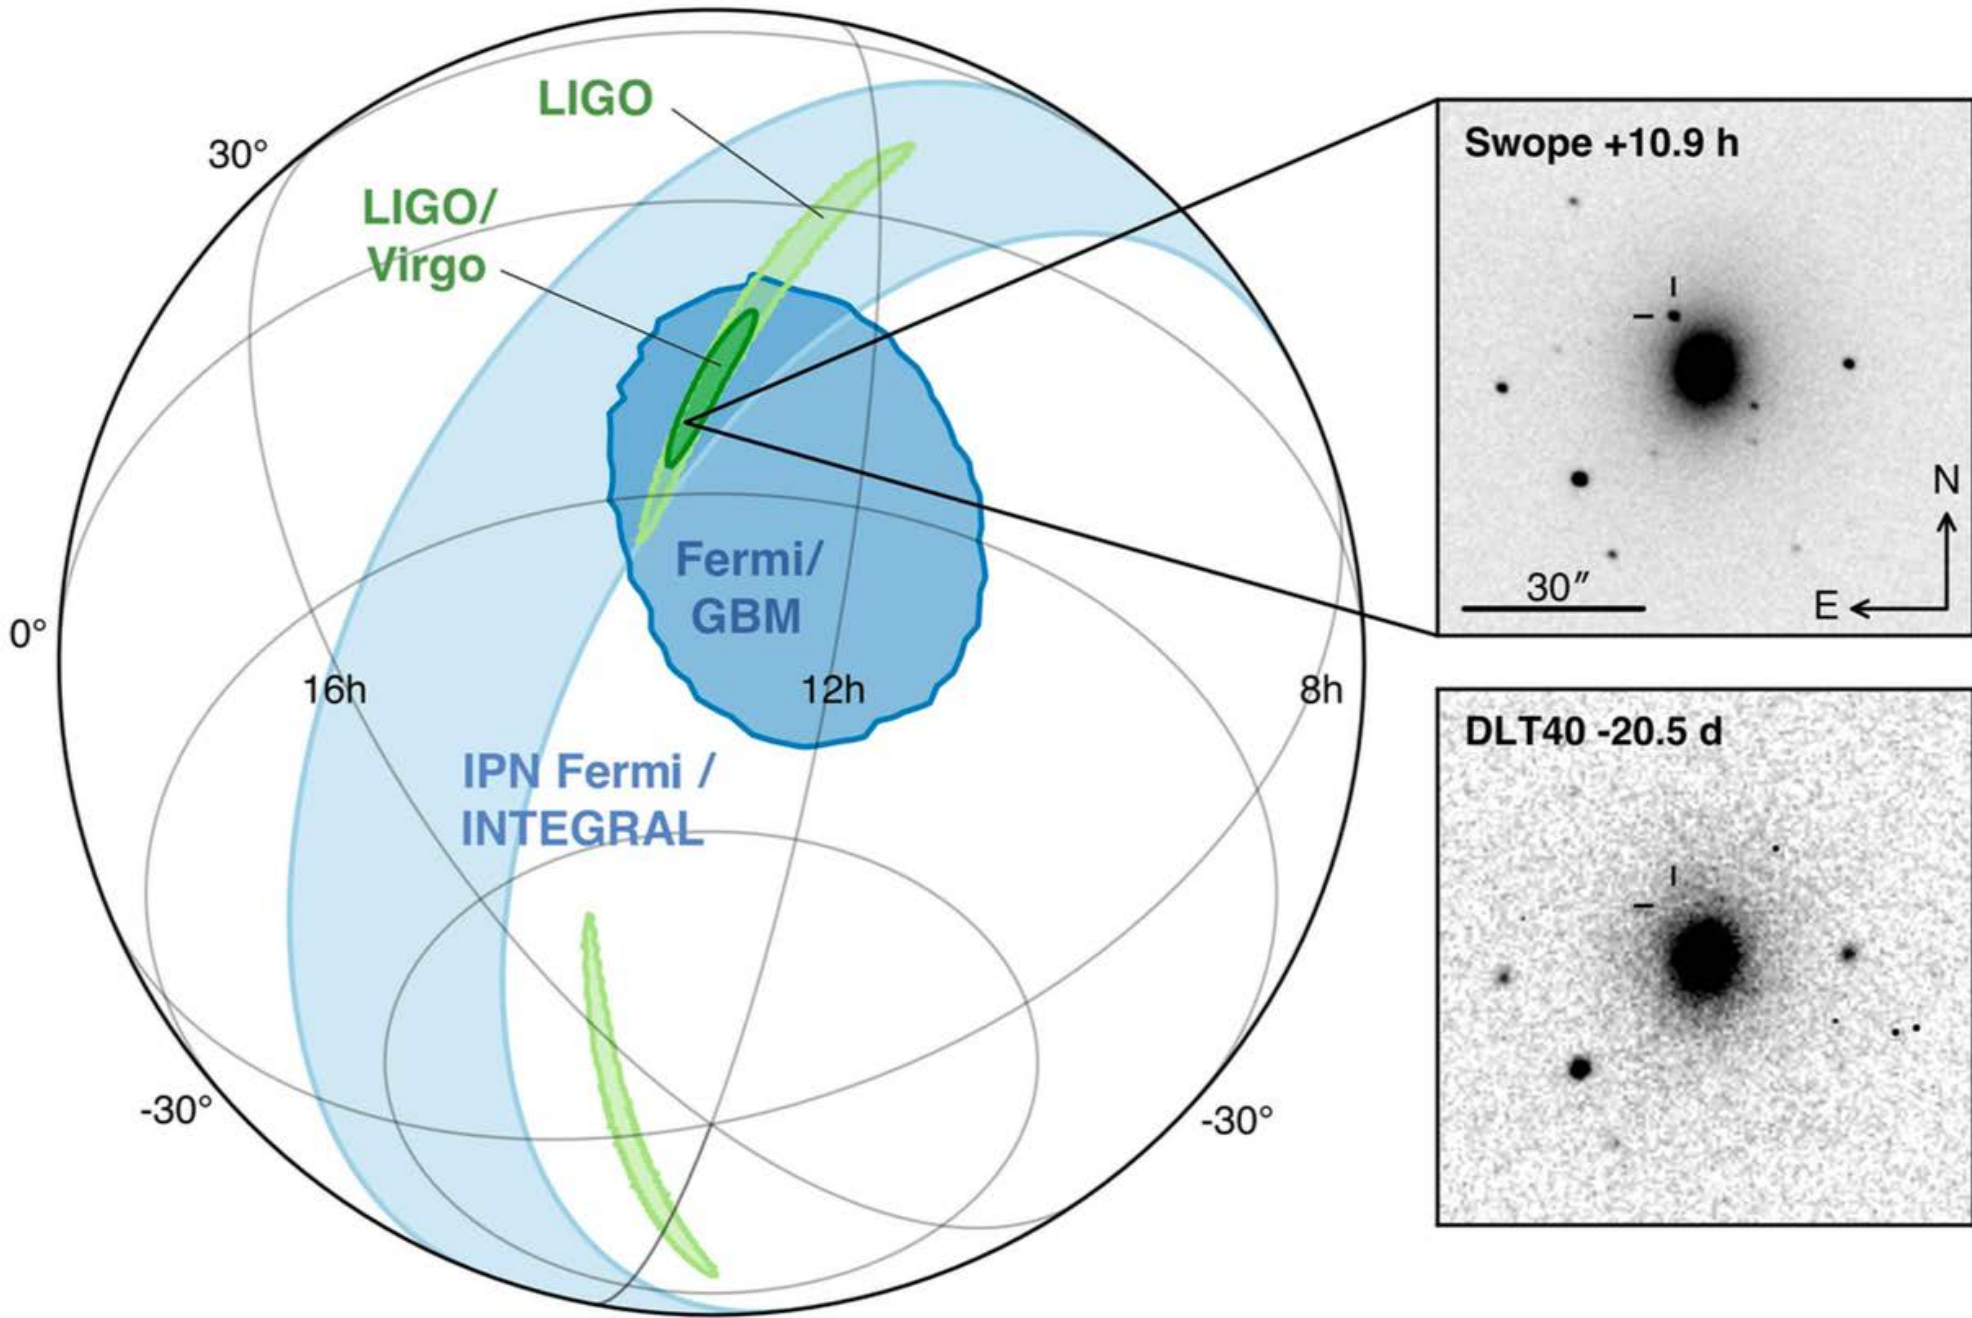 LIGO
30°
LIGO/
Virgo
0°
16h
12h
8h
Fermi/
GBM
IPN Fermi /
INTEGRAL
-30°
-30°
Swope +10.9 h
N
30″
E
DLT40 -20.5 d